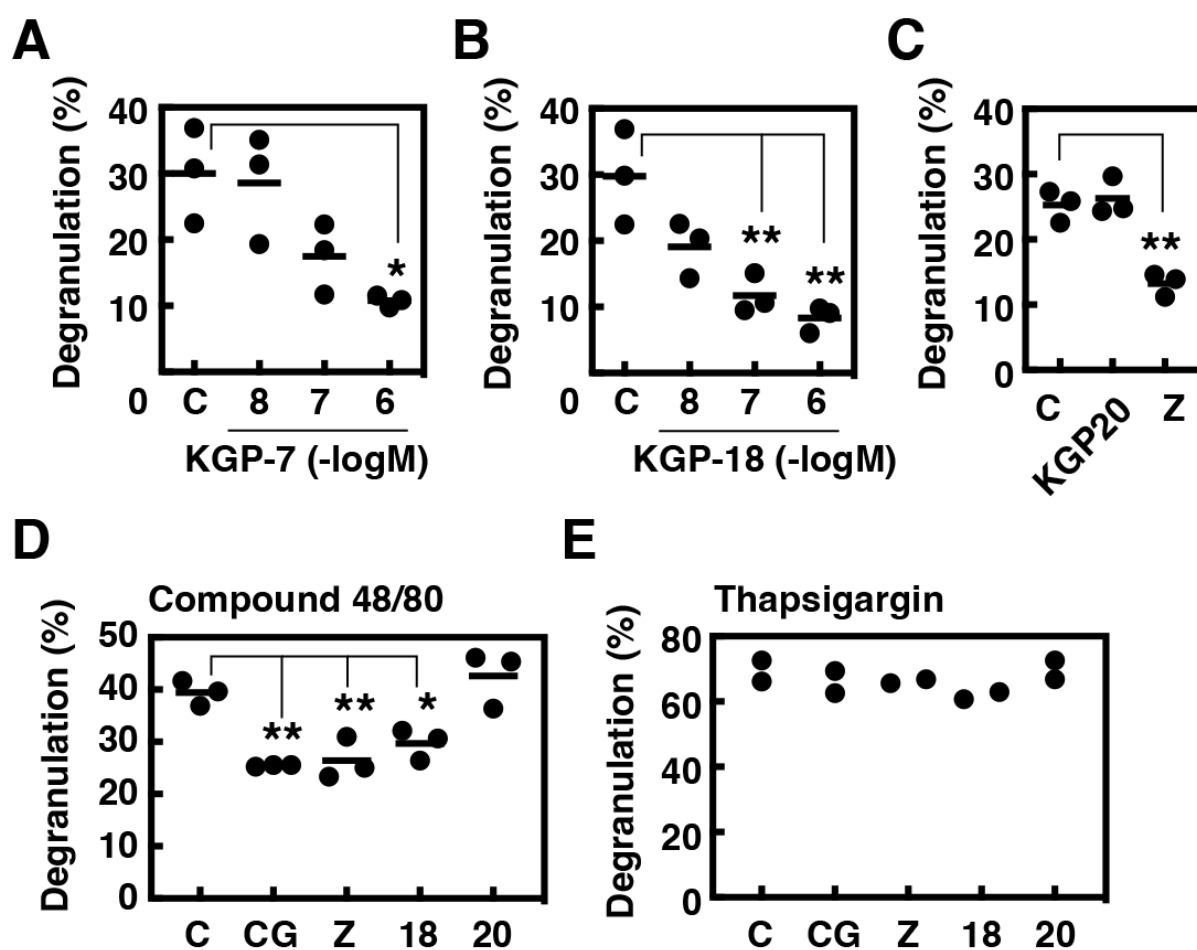 A
Degranulation (%)
40
30
20
10
0
C 8 7 6
*
KGP-7 (-logM)
B
Degranulation (%)
40
30
20
10
0
C 8 7 6
**
**
KGP-18 (-logM)
C
Degranulation (%)
40
30
20
10
0
**
C KGP20 Z
D
Compound 48/80
Degranulation (%)
50
40
30
20
10
0
** ** *
C CG Z 18 20
E
Thapsigargin
Degranulation (%)
80
60
40
20
0
C CG Z 18 20